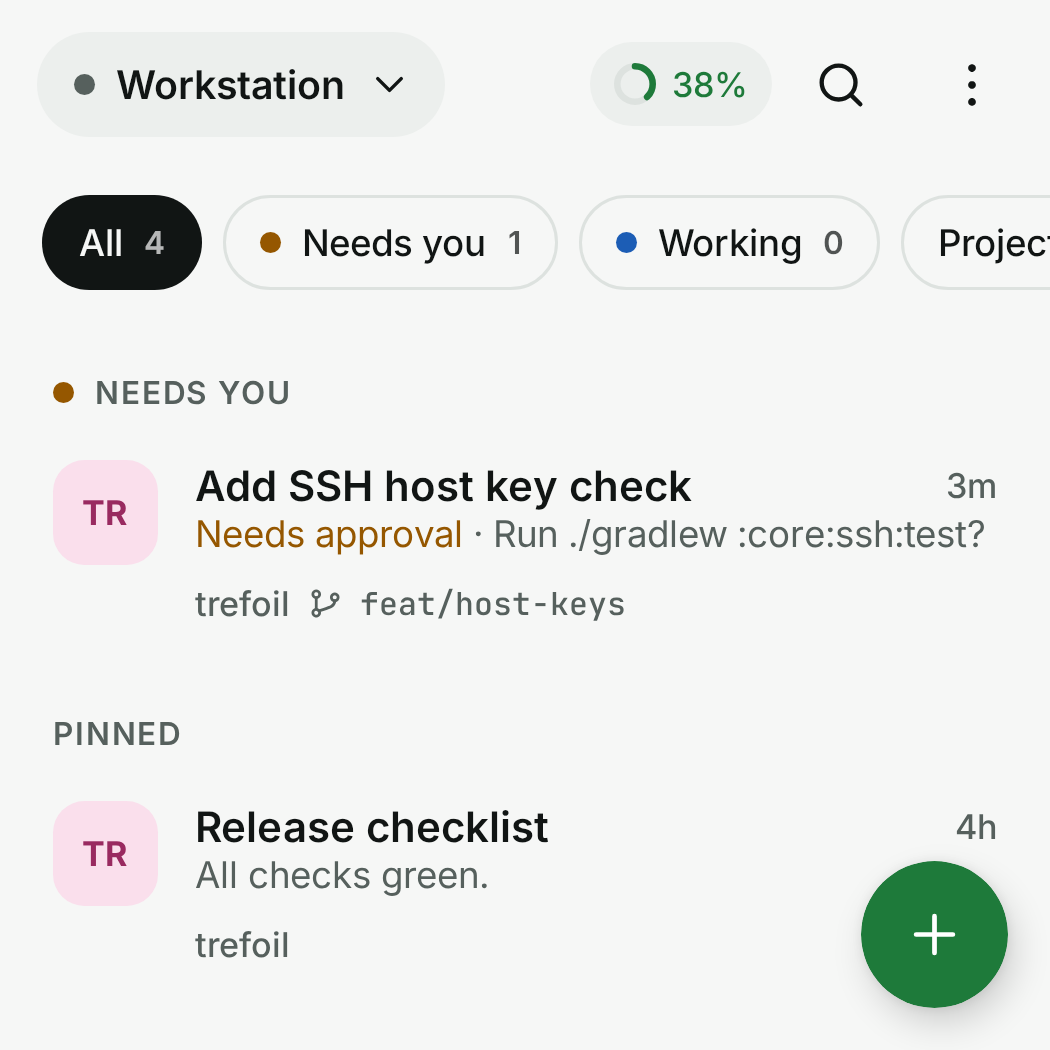 Workstation
38%
All 4
Needs you 1
Working 0
Project
NEEDS YOU
TR
Add SSH host key check
3m
Needs approval · Run ./gradlew :core:ssh:test?
trefoil feat/host-keys
PINNED
TR
Release checklist
4h
All checks green.
trefoil